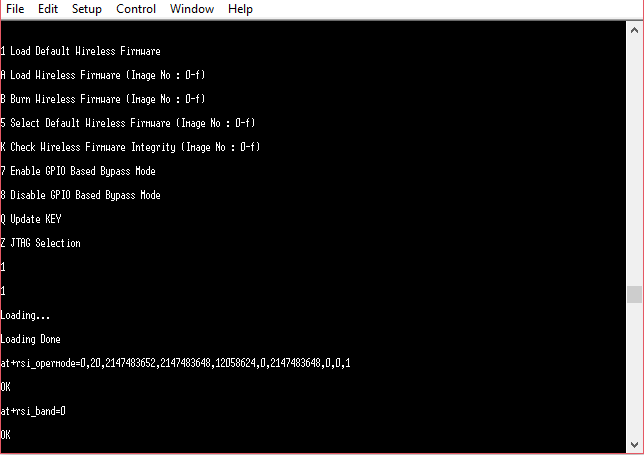 File Edit Setup Control Window Help
1 Load Default Wireless Firmware
A Load Wireless Firmware (Image No : 0-f)
B Burn Wireless Firmware (Image No : 0-f)
5 Select Default Wireless Firmware (Image No : 0-f)
K Check Wireless Firmware Integrity (Image No : 0-f)
7 Enable GPIO Based Bypass Mode
8 Disable GPIO Based Bypass Mode
Q Update KEY
Z JTAG Selection
1
1
Loading...
Loading Done
at+rsi_opermode=0,20,2147483652,2147483648,12058624,0,2147483648,0,0,1
OK
at+rsi_band=0
OK